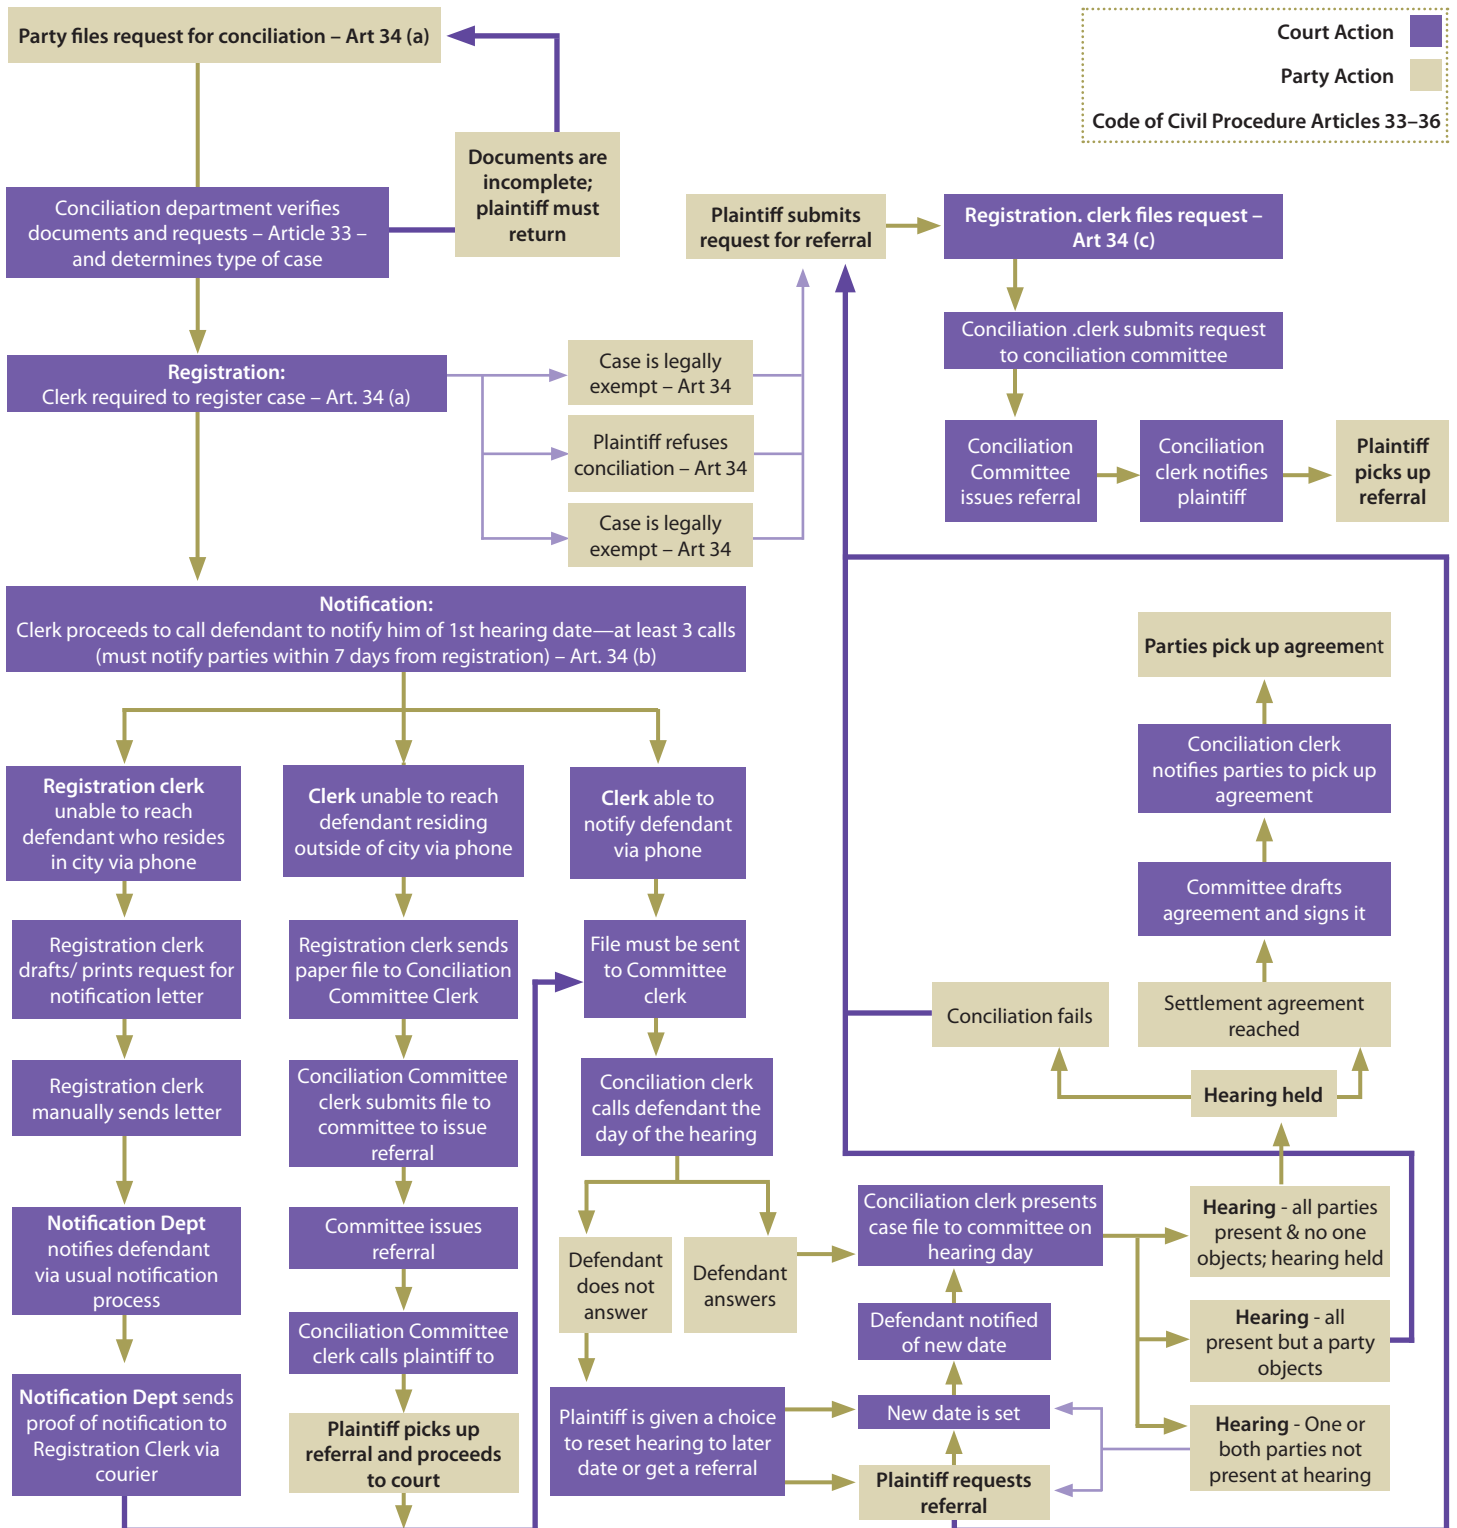 Party files request for conciliation – Art 34 (a)
Court Action
Party Action
Code of Civil Procedure Articles 33–36
Documents are
incomplete;
plaintiff must
return
Conciliation department verifies
documents and requests – Article 33 –
and determines type of case
Plaintiff submits
request for referral
Registration. clerk files request –
Art 34 (c)
Conciliation .clerk submits request
to conciliation committee
Registration:
Clerk required to register case – Art. 34 (a)
Case is legally
exempt – Art 34
Plaintiff refuses
conciliation – Art 34
Case is legally
exempt – Art 34
Conciliation
Committee
issues referral
Conciliation
clerk notifies
plaintiff
Plaintiff
picks up
referral
Notification:
Clerk proceeds to call defendant to notify him of 1st hearing date—at least 3 calls
(must notify parties within 7 days from registration) – Art. 34 (b)
Registration clerk
unable to reach
defendant who resides
in city via phone
Registration clerk
drafts/ prints request for
notification letter
Registration clerk
manually sends letter
Notification Dept
notifies defendant
via usual notification
process
Notification Dept sends
proof of notification to
Registration Clerk via
courier
Clerk unable to reach
defendant residing
outside of city via phone
Registration clerk sends
paper file to Conciliation
Committee Clerk
Conciliation Committee
clerk submits file to
committee to issue
referral
Committee issues
referral
Conciliation Committee
clerk calls plaintiff to
Plaintiff picks up
referral and proceeds
to court
Clerk able to
notify defendant
via phone
File must be sent
to Committee
clerk
Conciliation clerk
calls defendant the
day of the hearing
Defendant
does not
answer
Defendant
answers
Plaintiff is given a choice
to reset hearing to later
date or get a referral
Parties pick up agreement
Conciliation clerk
notifies parties to pick up
agreement
Committee drafts
agreement and signs it
Conciliation fails
Settlement agreement
reached
Hearing held
Conciliation clerk presents
case file to committee on
hearing day
Defendant notified
of new date
New date is set
Plaintiff requests
referral
Hearing - all parties
present & no one
objects; hearing held
Hearing - all
present but a party
objects
Hearing - One or
both parties not
present at hearing